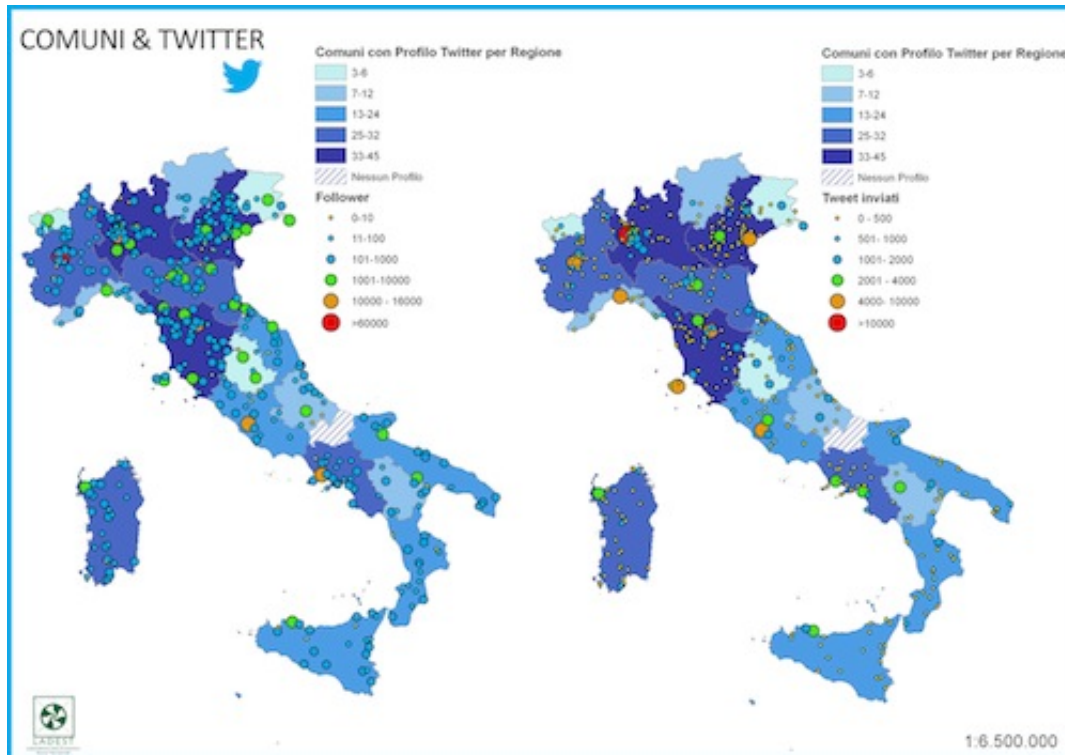 COMUNI & TWITTER
Comuni con Profilo Twitter per Regione
3-6
7-12
13-24
25-32
33-45
Nessun Profilo
Follower
0-10
11-100
101-1000
1001-10000
10000 - 16000
>60000
Comuni con Profilo Twitter per Regione
3-6
7-12
13-24
25-32
33-45
Nessun Profilo
Tweet inviati
0 - 500
501- 1000
1001- 2000
2001 - 4000
4000- 10000
>10000
LADEST
1:6.500.000